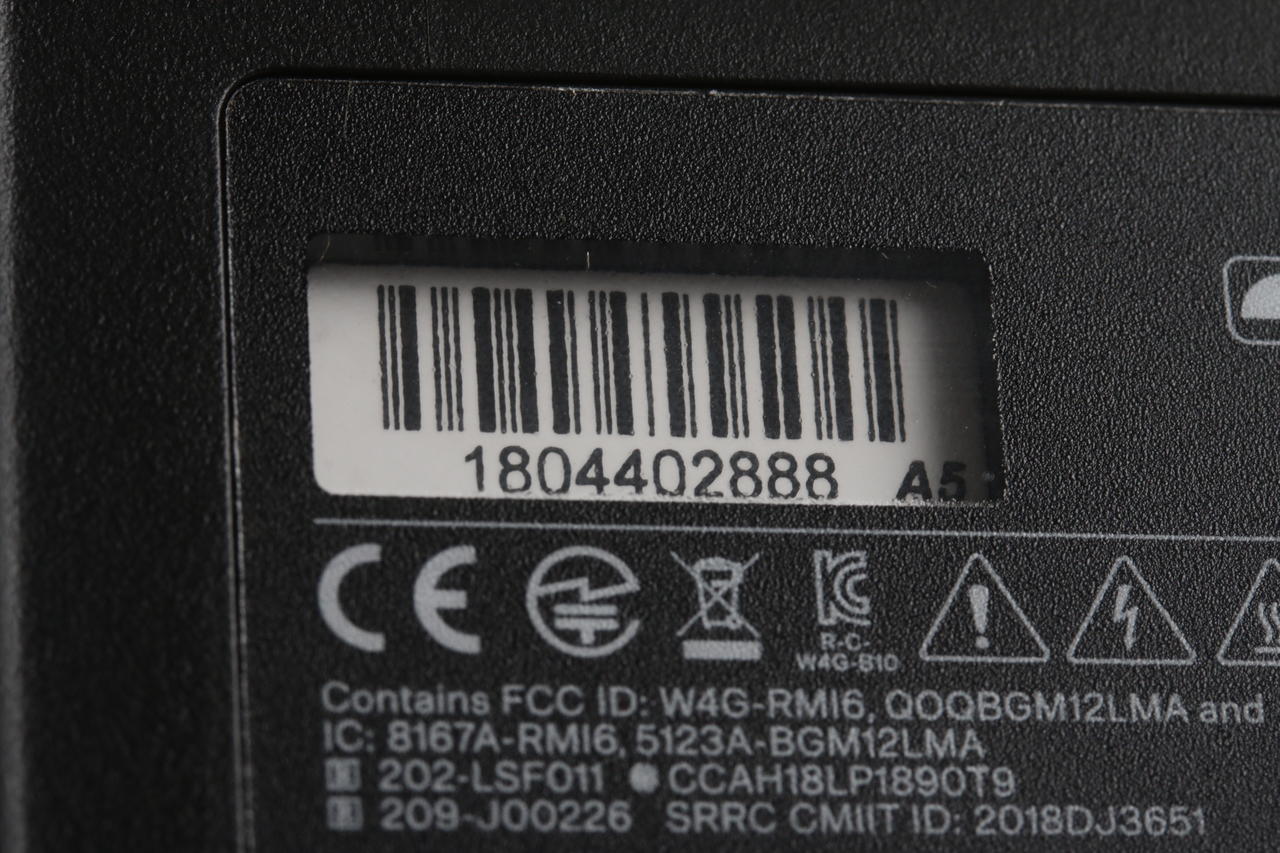 1804402888 A5
CE
R-C-
W4G-B10
Contains FCC ID: W4G-RMI6, QOQBGM12LMA and
IC: 8167A-RMI6, 5123A-BGM12LMA
202-LSF011 CCAH18LP1890T9
209-J00226 SRRC CMIIT ID: 2018DJ3651